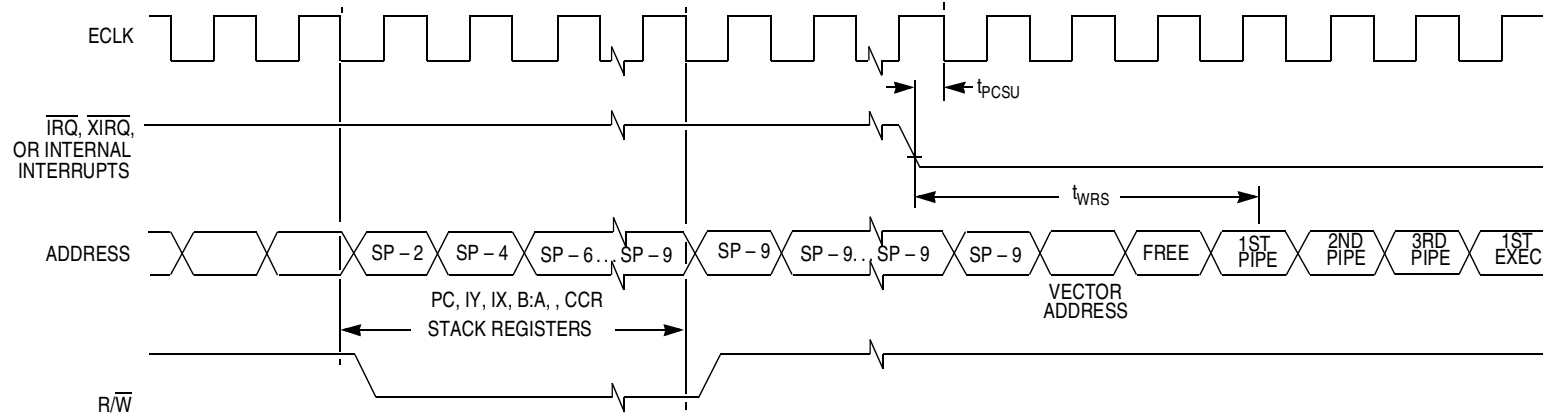 ECLK
t_PCSU
IRQ, XIRQ,
OR INTERNAL
INTERRUPTS
t_WRS
ADDRESS
SP – 2
SP – 4
SP – 6 . . . SP – 9
SP – 9
SP – 9 . . . SP – 9
SP – 9
FREE
1ST
PIPE
2ND
PIPE
3RD
PIPE
1ST
EXEC
VECTOR
ADDRESS
PC, IY, IX, B:A, , CCR
STACK REGISTERS
R/W